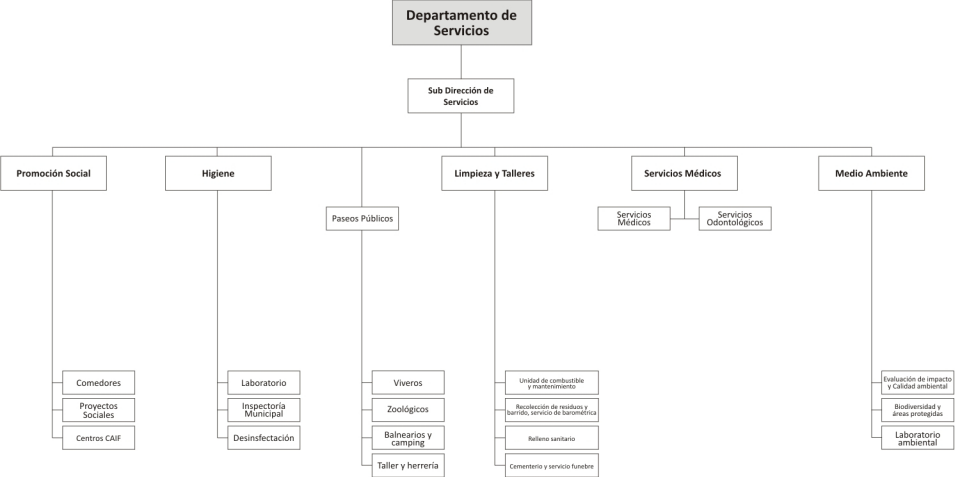 Departamento de
Servicios
Sub Dirección de
Servicios
Promoción Social
Higiene
Limpieza y Talleres
Servicios Médicos
Medio Ambiente
Paseos Públicos
Servicios
Médicos
Servicios
Odontológicos
Comedores
Proyectos
Sociales
Centros CAIF
Laboratorio
Inspectoría
Municipal
Desinsfectación
Viveros
Zoológicos
Balnearios y
camping
Taller y herrería
Unidad de combustible
y mantenimiento
Recolección de residuos y
barrido, servicio de barométrica
Relleno sanitario
Cementerio y servicio funebre
Evaluación de impacto
y Calidad ambiental
Biodiversidad y
áreas protegidas
Laboratorio
ambiental